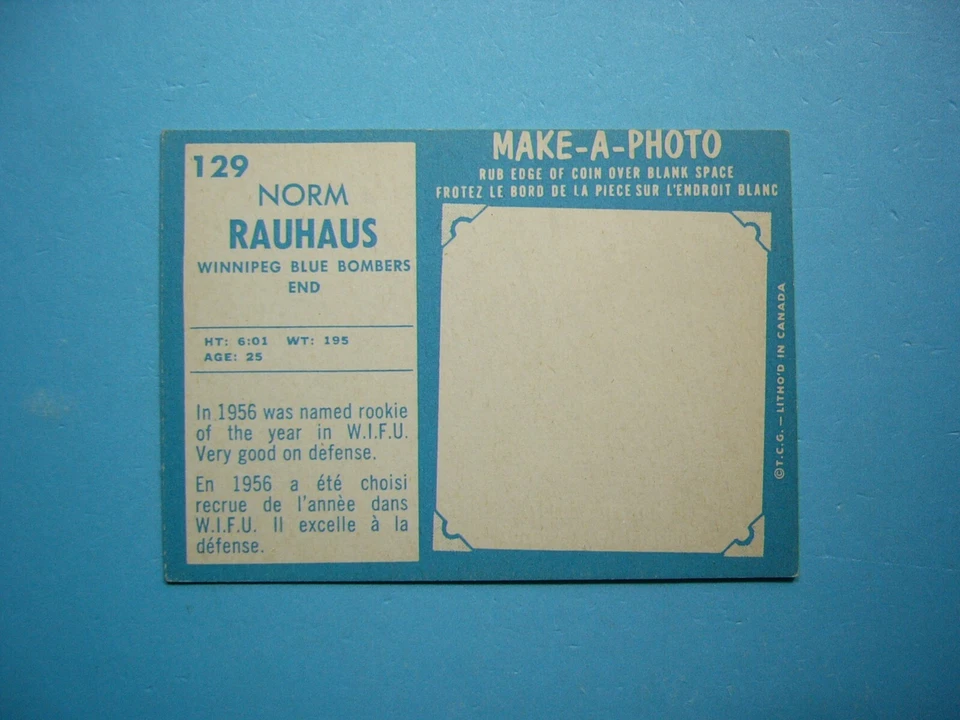 129
NORM
RAUHAUS
WINNIPEG BLUE BOMBERS
END
HT: 6:01 WT: 195
AGE: 25
In 1956 was named rookie
of the year in W.I.F.U.
Very good on defense.
En 1956 a été choisi
recrue de l'annèe dans
W.I.F.U. Il excelle à la
défense.
MAKE-A-PHOTO
RUB EDGE OF COIN OVER BLANK SPACE
FROTEZ LE BORD DE LA PIECE SUR L'ENDROIT BLANC
©T.C.G. — LITHO'D IN CANADA